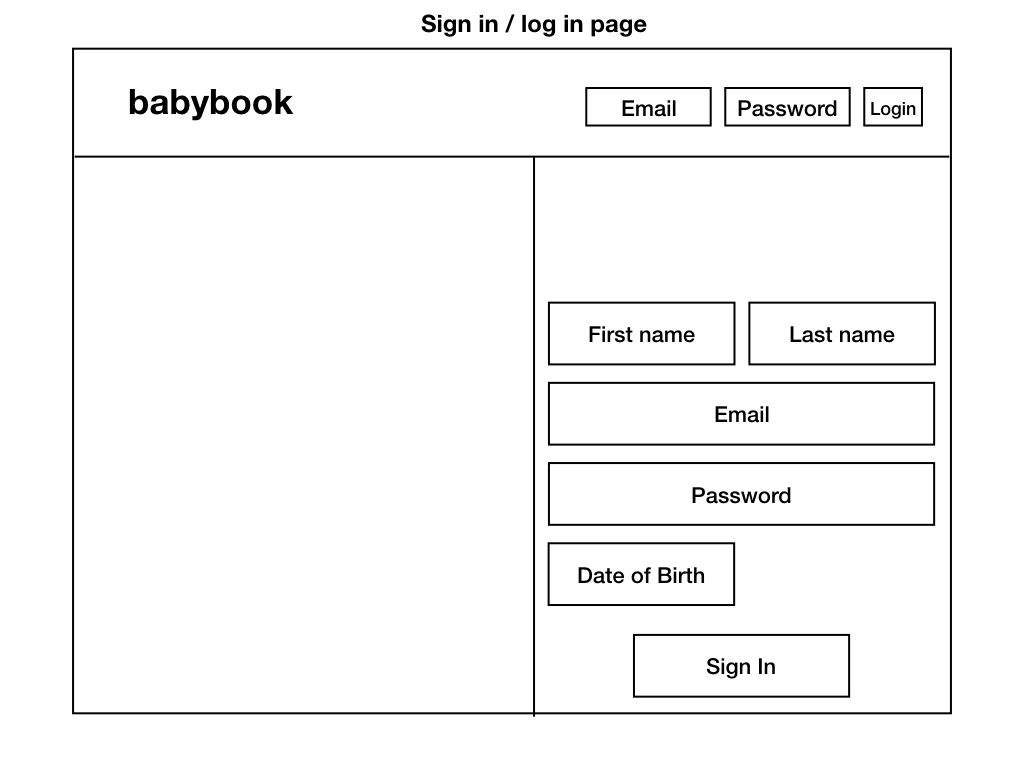 Sign in / log in page
babybook
Email
Password
Login
First name
Last name
Email
Password
Date of Birth
Sign In